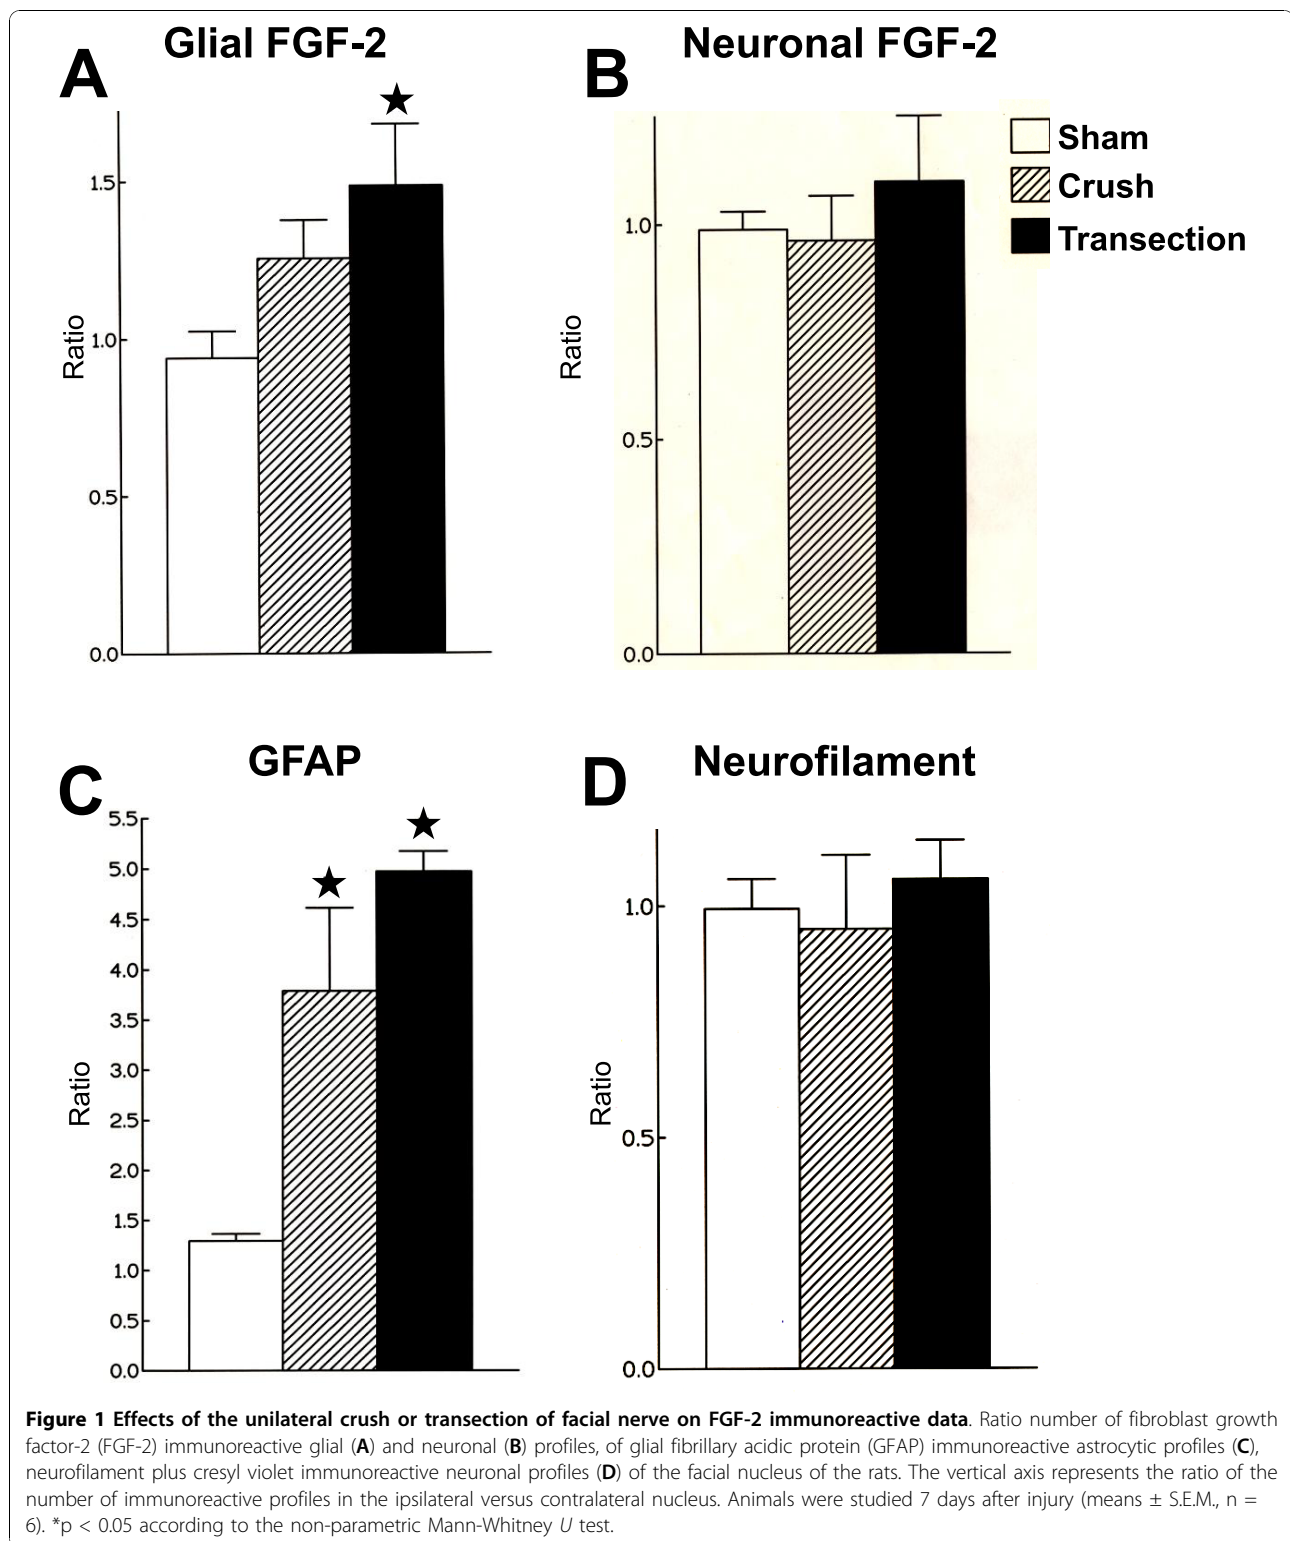 A
Glial FGF-2
★
1.5
1.0
0.5
0.0
Ratio
B
Neuronal FGF-2
1.0
0.5
0.0
Ratio
Sham
Crush
Transection
C
GFAP
★
★
5.5
5.0
4.5
4.0
3.5
3.0
2.5
2.0
1.5
1.0
0.5
0.0
Ratio
D
Neurofilament
1.0
0.5
0.0
Ratio
Figure 1 Effects of the unilateral crush or transection of facial nerve on FGF-2 immunoreactive data. Ratio number of fibroblast growth
factor-2 (FGF-2) immunoreactive glial (A) and neuronal (B) profiles, of glial fibrillary acidic protein (GFAP) immunoreactive astrocytic profiles (C),
neurofilament plus cresyl violet immunoreactive neuronal profiles (D) of the facial nucleus of the rats. The vertical axis represents the ratio of the
number of immunoreactive profiles in the ipsilateral versus contralateral nucleus. Animals were studied 7 days after injury (means ± S.E.M., n =
6). *p < 0.05 according to the non-parametric Mann-Whitney U test.